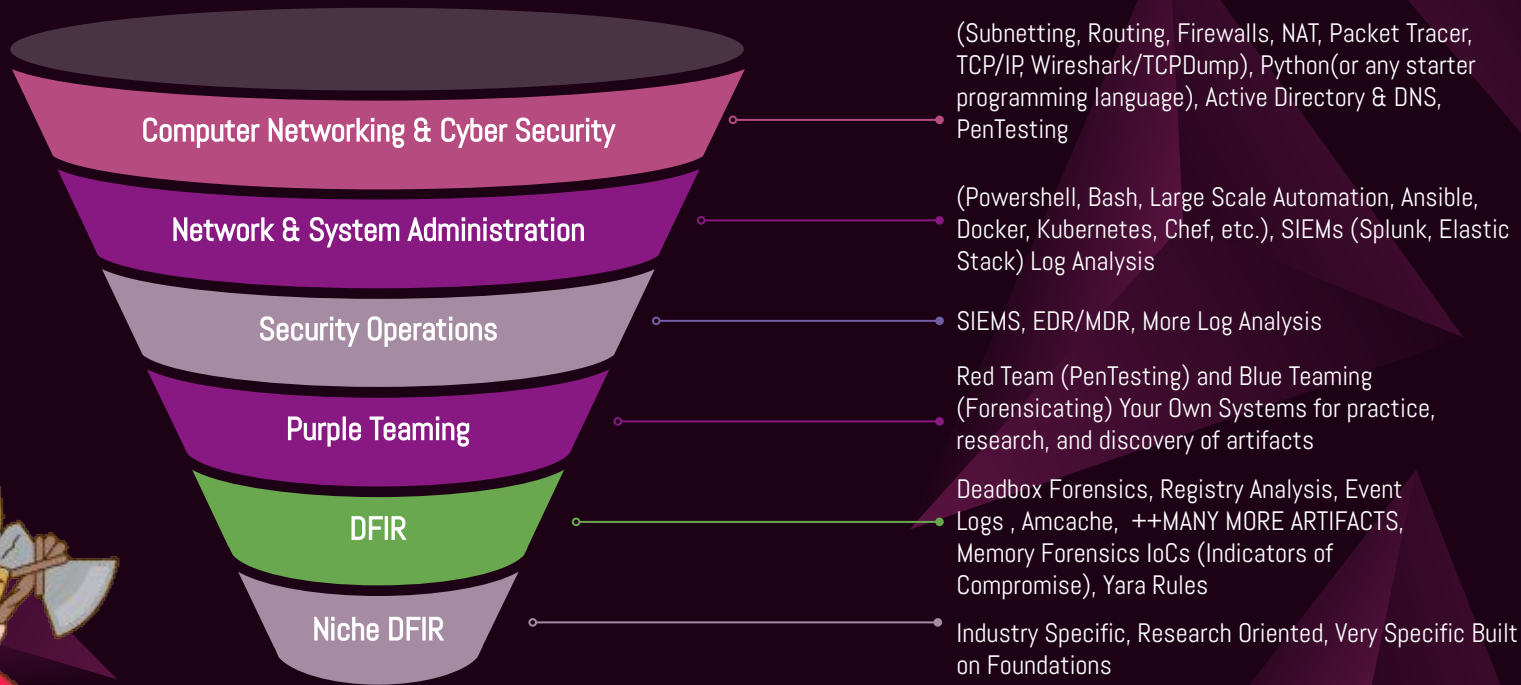 Computer Networking & Cyber Security
(Subnetting, Routing, Firewalls, NAT, Packet Tracer,
TCP/IP, Wireshark/TCPDump), Python(or any starter
programming language), Active Directory & DNS,
PenTesting
Network & System Administration
(Powershell, Bash, Large Scale Automation, Ansible,
Docker, Kubernetes, Chef, etc.), SIEMs (Splunk, Elastic
Stack) Log Analysis
Security Operations
SIEMS, EDR/MDR, More Log Analysis
Purple Teaming
Red Team (PenTesting) and Blue Teaming
(Forensicating) Your Own Systems for practice,
research, and discovery of artifacts
DFIR
Deadbox Forensics, Registry Analysis, Event
Logs , Amcache, ++MANY MORE ARTIFACTS,
Memory Forensics IoCs (Indicators of
Compromise), Yara Rules
Niche DFIR
Industry Specific, Research Oriented, Very Specific Built
on Foundations